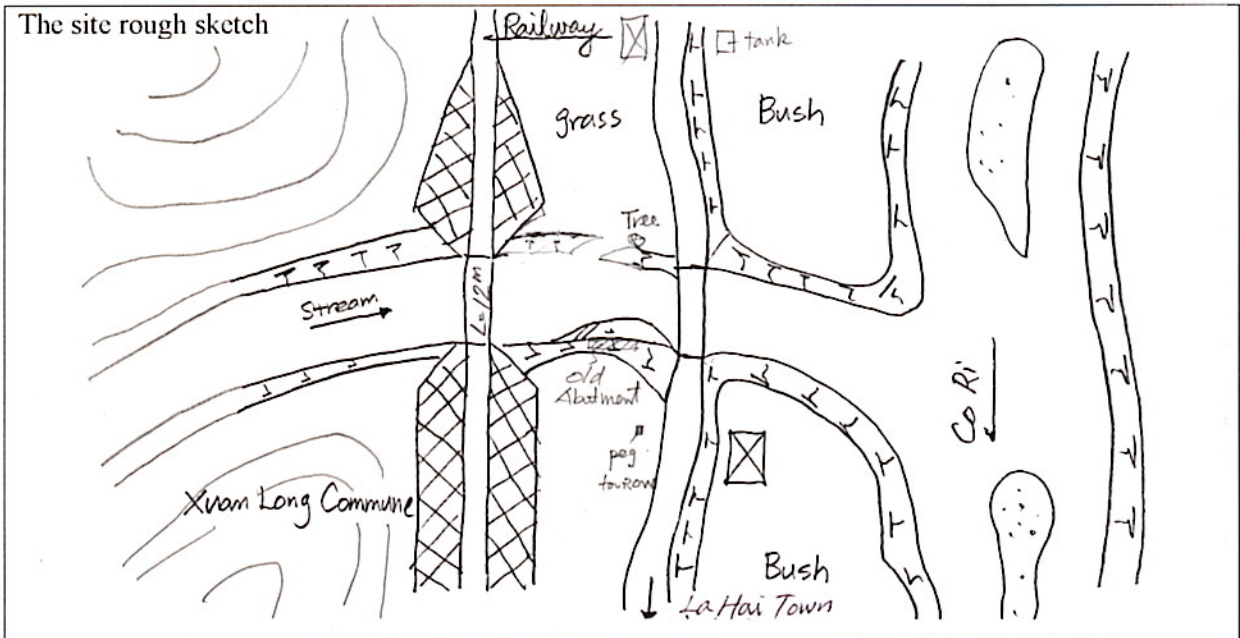 The site rough sketch
Railway
tank
grass
Bush
Tree
Stream
L=12m
old
Abutment
Co Ri
peg
Xuan Long Commune
Bush
La Hai Town